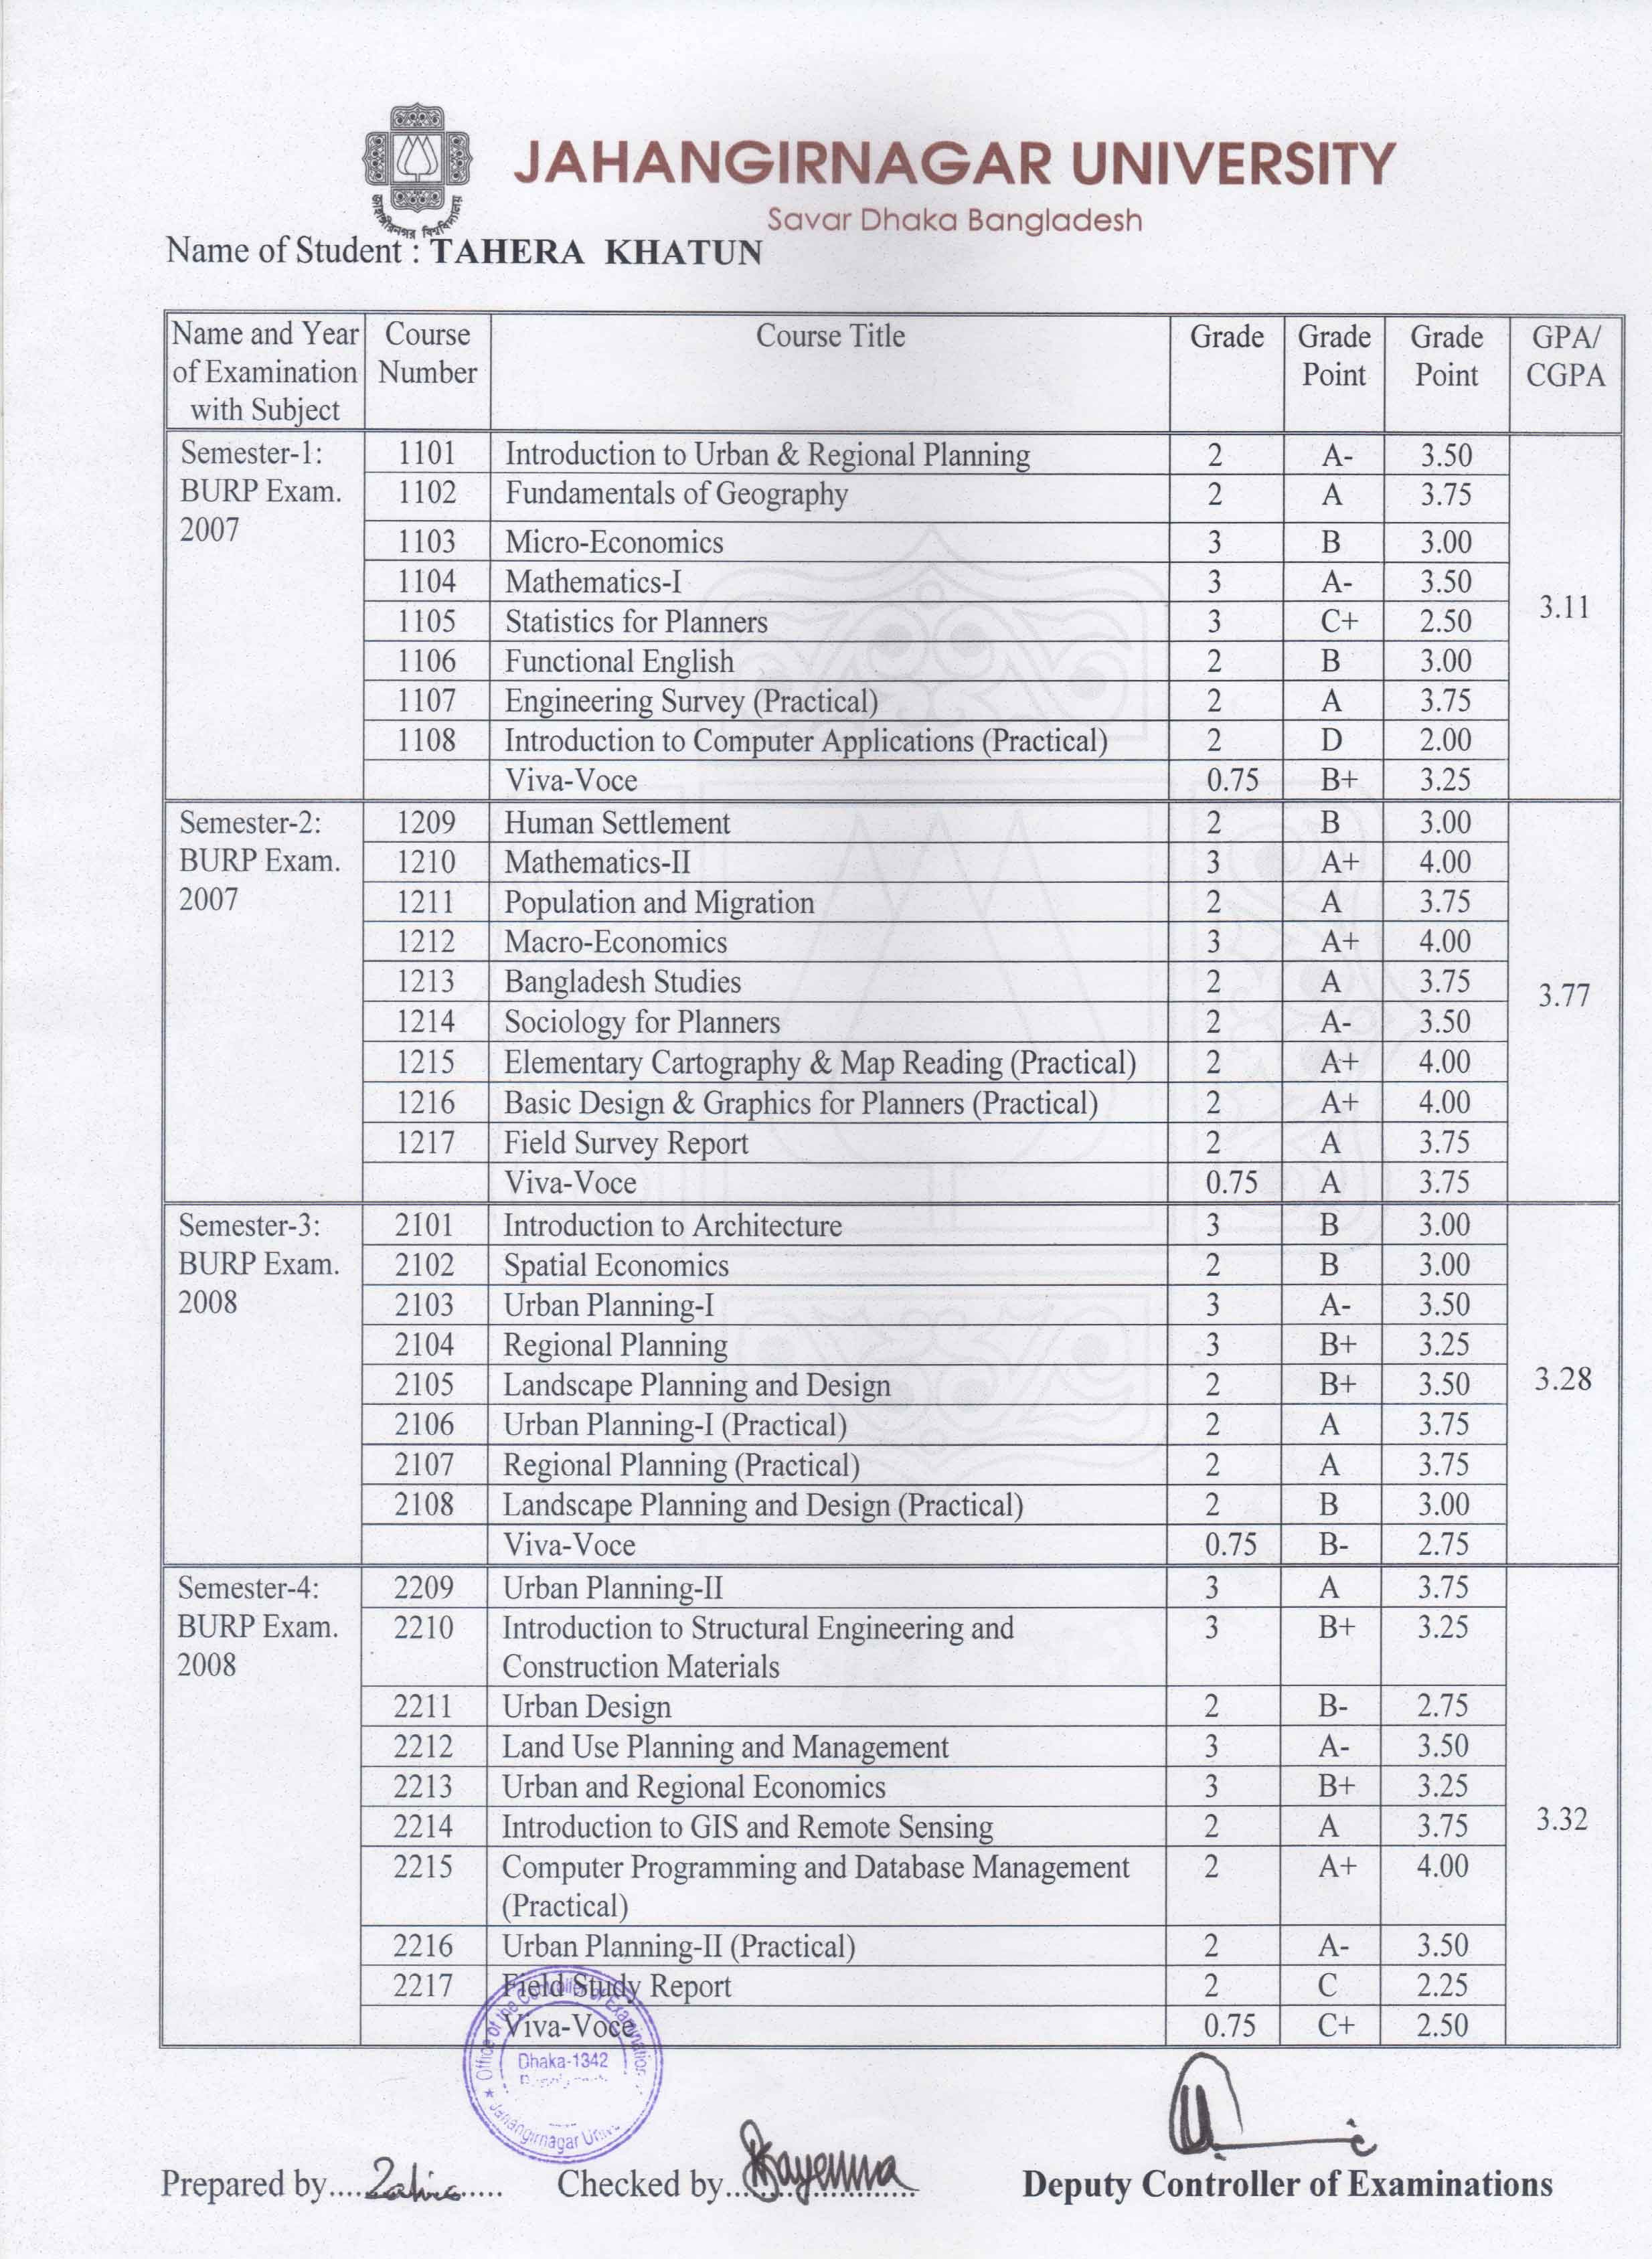 জাহাঙ্গীরনগর বিশ্ববিদ্যালয়
JAHANGIRNAGAR UNIVERSITY
Savar Dhaka Bangladesh
Name of Student : TAHERA KHATUN
Name and Year of Examination with Subject Course Number Course Title Grade Grade Point Grade Point GPA/ CGPA
Semester-1: BURP Exam. 2007
1101 Introduction to Urban & Regional Planning 2 A- 3.50
1102 Fundamentals of Geography 2 A 3.75
1103 Micro-Economics 3 B 3.00
1104 Mathematics-I 3 A- 3.50
1105 Statistics for Planners 3 C+ 2.50
1106 Functional English 2 B 3.00
1107 Engineering Survey (Practical) 2 A 3.75
1108 Introduction to Computer Applications (Practical) 2 D 2.00
Viva-Voce 0.75 B+ 3.25
3.11
Semester-2: BURP Exam. 2007
1209 Human Settlement 2 B 3.00
1210 Mathematics-II 3 A+ 4.00
1211 Population and Migration 2 A 3.75
1212 Macro-Economics 3 A+ 4.00
1213 Bangladesh Studies 2 A 3.75
1214 Sociology for Planners 2 A- 3.50
1215 Elementary Cartography & Map Reading (Practical) 2 A+ 4.00
1216 Basic Design & Graphics for Planners (Practical) 2 A+ 4.00
1217 Field Survey Report 2 A 3.75
Viva-Voce 0.75 A 3.75
3.77
Semester-3: BURP Exam. 2008
2101 Introduction to Architecture 3 B 3.00
2102 Spatial Economics 2 B 3.00
2103 Urban Planning-I 3 A- 3.50
2104 Regional Planning 3 B+ 3.25
2105 Landscape Planning and Design 2 B+ 3.50
2106 Urban Planning-I (Practical) 2 A 3.75
2107 Regional Planning (Practical) 2 A 3.75
2108 Landscape Planning and Design (Practical) 2 B 3.00
Viva-Voce 0.75 B- 2.75
3.28
Semester-4: BURP Exam. 2008
2209 Urban Planning-II 3 A 3.75
2210 Introduction to Structural Engineering and Construction Materials 3 B+ 3.25
2211 Urban Design 2 B- 2.75
2212 Land Use Planning and Management 3 A- 3.50
2213 Urban and Regional Economics 3 B+ 3.25
2214 Introduction to GIS and Remote Sensing 2 A 3.75
2215 Computer Programming and Database Management (Practical) 2 A+ 4.00
2216 Urban Planning-II (Practical) 2 A- 3.50
2217 Field Study Report 2 C 2.25
Viva-Voce 0.75 C+ 2.50
3.32
Office of the Controller of Examination
Dhaka-1342
Jahangirnagar
Prepared by....
Checked by....
Deputy Controller of Examinations